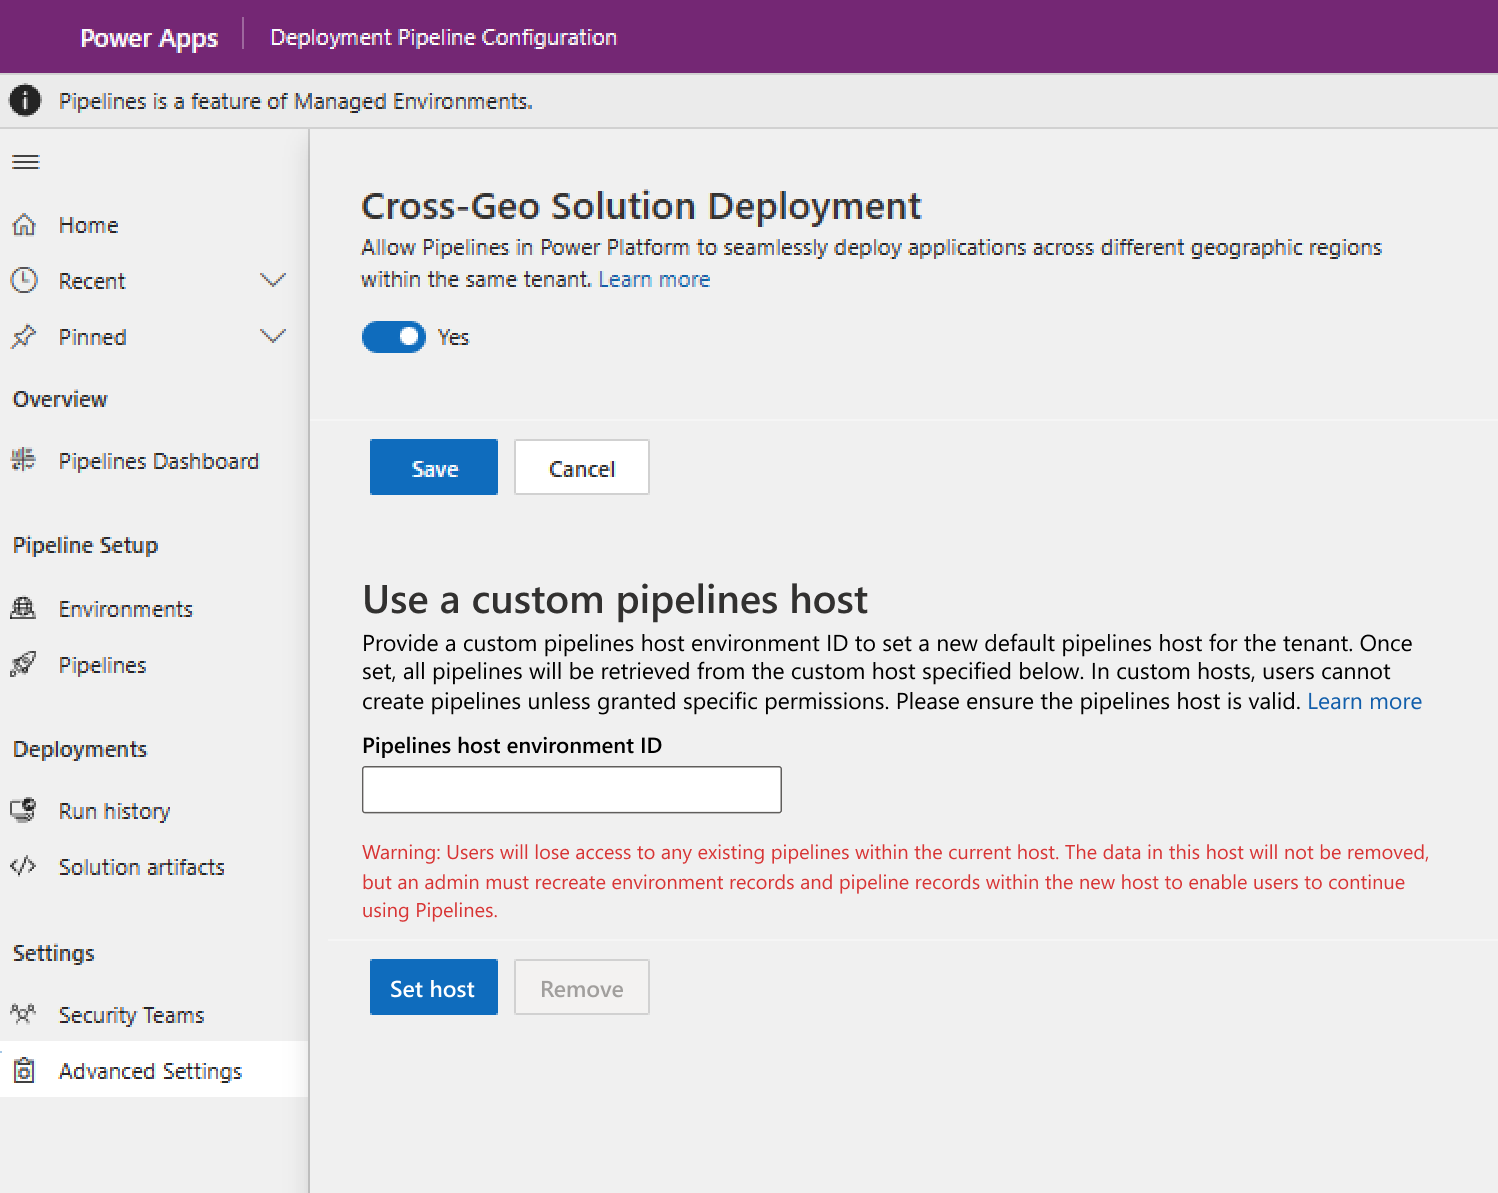 Power Apps
Deployment Pipeline Configuration
Pipelines is a feature of Managed Environments.
Home
Recent
Pinned
Overview
Pipelines Dashboard
Pipeline Setup
Environments
Pipelines
Deployments
Run history
Solution artifacts
Settings
Security Teams
Advanced Settings
Cross-Geo Solution Deployment
Allow Pipelines in Power Platform to seamlessly deploy applications across different geographic regions
within the same tenant. Learn more
Yes
Save
Cancel
Use a custom pipelines host
Provide a custom pipelines host environment ID to set a new default pipelines host for the tenant. Once
set, all pipelines will be retrieved from the custom host specified below. In custom hosts, users cannot
create pipelines unless granted specific permissions. Please ensure the pipelines host is valid. Learn more
Pipelines host environment ID
Warning: Users will lose access to any existing pipelines within the current host. The data in this host will not be removed,
but an admin must recreate environment records and pipeline records within the new host to enable users to continue
using Pipelines.
Set host
Remove